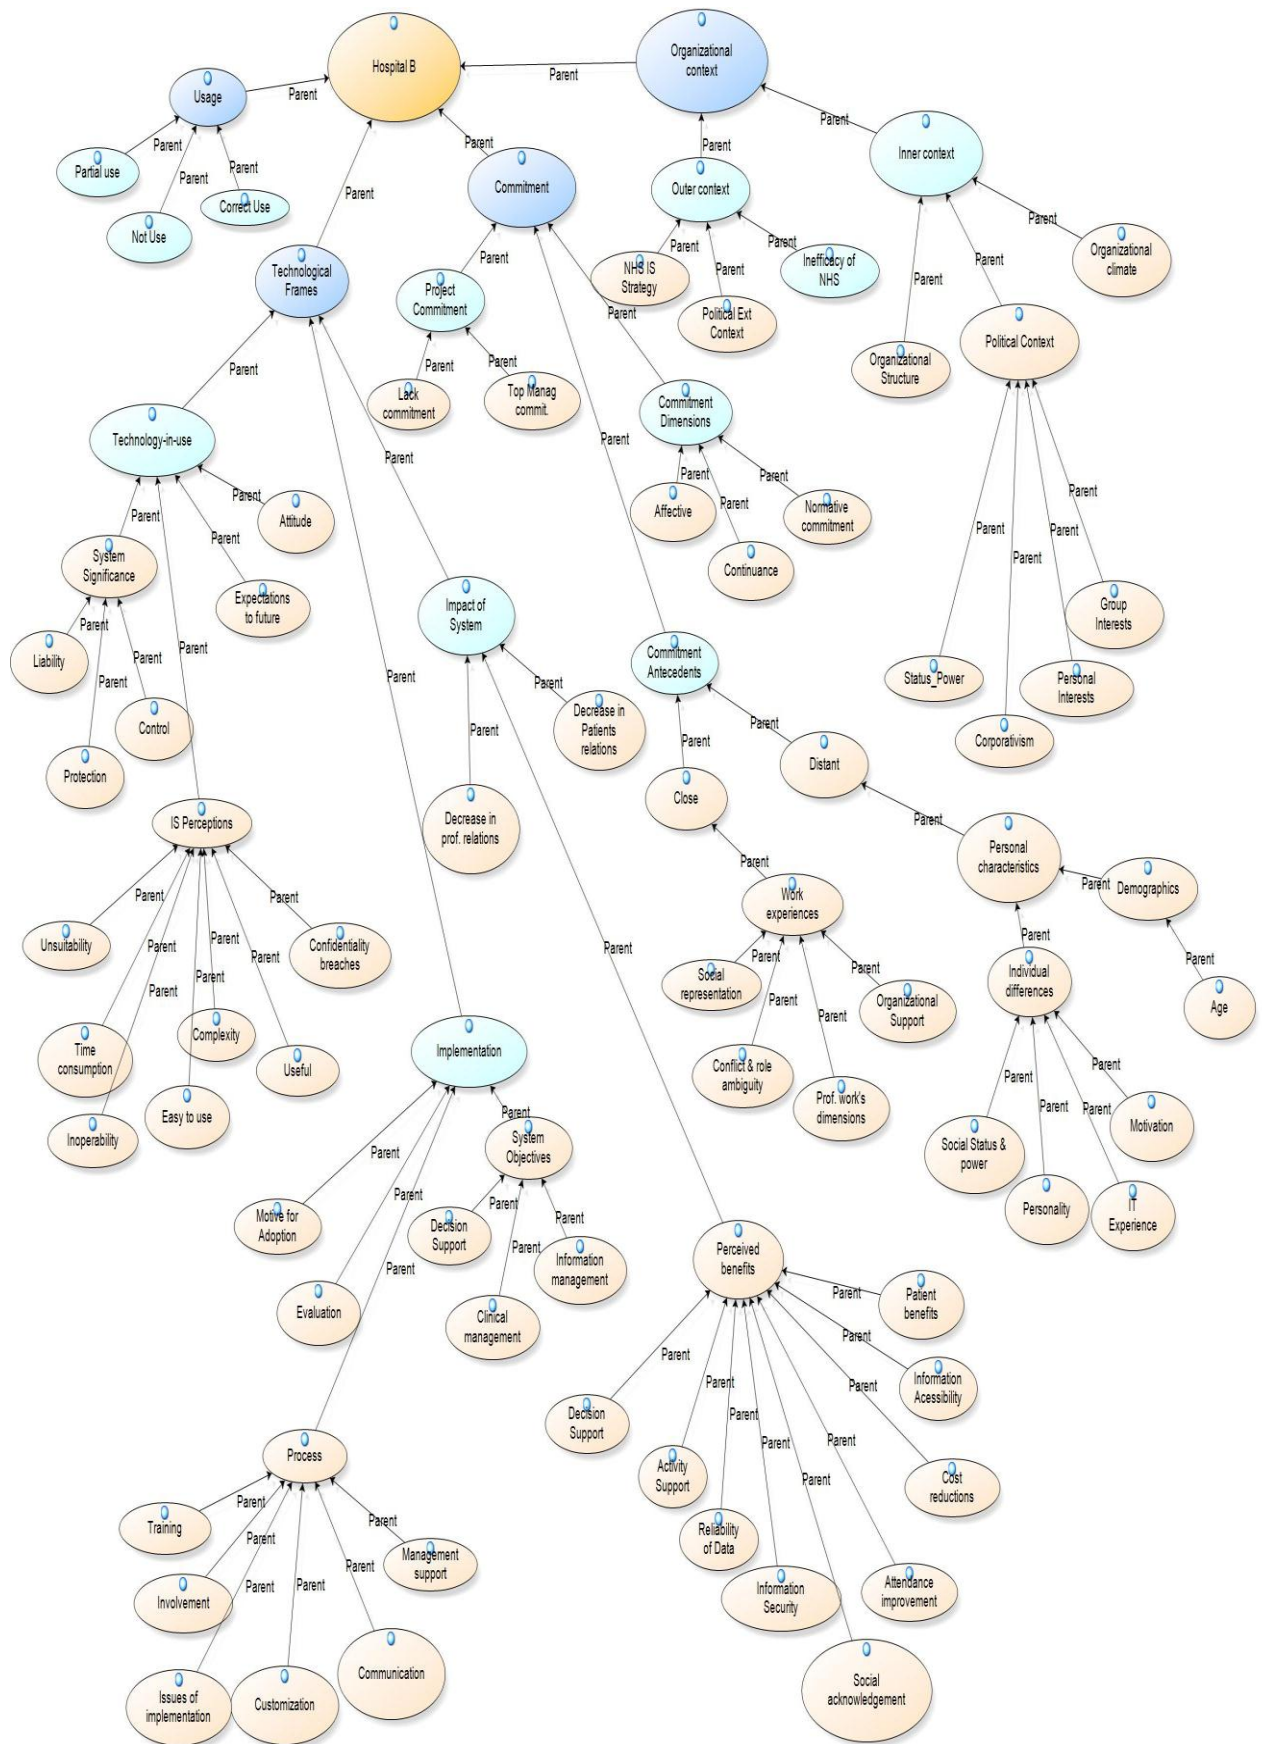 Hospital B
Organizational
context
Parent
Usage
Parent
Parent
Inner context
Parent
Partial use
Parent
Parent
Parent
Not Use
Correct Use
Parent
Commitment
Parent
Outer context
Parent
Parent
Parent
Parent
Organizational
climate
NHS IS
Strategy
Parent
Political Ext
Context
Inefficacy of
NHS
Technological
Frames
Parent
Project
Commitment
Parent
Parent
Organizational
Structure
Political Context
Parent
Parent
Parent
Lack
commitment
Top Manag
commit.
Commitment
Dimensions
Parent
Technology-in-use
Parent
Parent
Parent
Parent
Affective
Normative
commitment
Continuance
Parent
Parent
Attitude
Parent
Parent
Parent
Parent
Parent
System
Significance
Expectations
to future
Parent
Impact of
System
Group
Interests
Parent
Parent
Parent
Liability
Commitment
Antecedents
Status_Power
Personal
Interests
Parent
Parent
Control
Decrease in
Patients
relations
Parent
Parent
Parent
Corporativism
Protection
Distant
Close
IS Perceptions
Decrease in
prof. relations
Parent
Personal
characteristics
Parent
Demographics
Parent
Parent
Parent
Work
experiences
Unsuitability
Parent
Parent
Parent
Confidentiality
breaches
Parent
Parent
Parent
Parent
Parent
Individual
differences
Social
representation
Parent
Parent
Organizational
Support
Age
Time
consumption
Complexity
Useful
Implementation
Conflict & role
ambiguity
Prof. work's
dimensions
Parent
Parent
Parent
Parent
Inoperability
Easy to use
Parent
System
Objectives
Motivation
Social Status &
power
Personality
IT
Experience
Parent
Parent
Parent
Motive for
Adoption
Decision
Support
Parent
Parent
Parent
Information
management
Perceived
benefits
Evaluation
Clinical
management
Parent
Patient
benefits
Parent
Parent
Information
Acessibility
Parent
Parent
Decision
Support
Parent
Parent
Parent
Parent
Activity
Support
Cost
reductions
Process
Training
Parent
Parent
Parent
Reliability
of Data
Management
support
Parent
Parent
Parent
Involvement
Information
Security
Attendance
improvement
Communication
Issues of
implementation
Customization
Social
acknowledgement